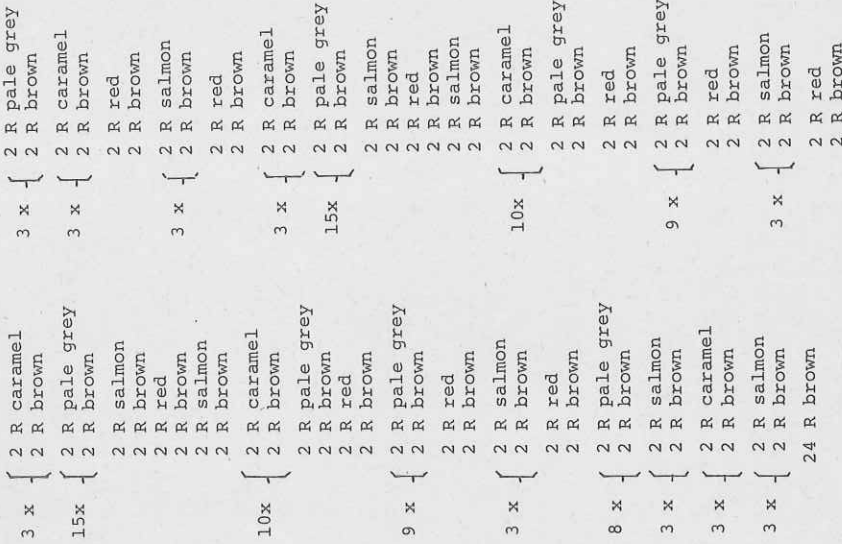 3 x { 2 R caramel
2 R brown
15x { 2 R pale grey
2 R brown
2 R salmon
2 R brown
2 R red
2 R brown
2 R salmon
2 R brown
10x { 2 R caramel
2 R brown
2 R pale grey
2 R brown
2 R red
2 R brown
9 x { 2 R pale grey
2 R brown
2 R red
2 R brown
3 x { 2 R salmon
2 R brown
2 R red
2 R brown
8 x { 2 R pale grey
2 R brown
3 x { 2 R salmon
2 R brown
3 x { 2 R caramel
2 R brown
3 x { 2 R salmon
2 R brown
24 R brown
3 x { 2 R pale grey
2 R brown
3 x { 2 R caramel
2 R brown
2 R red
2 R brown
3 x { 2 R salmon
2 R brown
2 R red
2 R brown
3 x { 2 R caramel
2 R brown
15x { 2 R pale grey
2 R brown
2 R salmon
2 R brown
2 R red
2 R brown
2 R salmon
2 R brown
10x { 2 R caramel
2 R brown
2 R pale grey
2 R brown
2 R red
2 R brown
9 x { 2 R pale grey
2 R brown
2 R red
2 R brown
3 x { 2 R salmon
2 R brown
2 R red
2 R brown